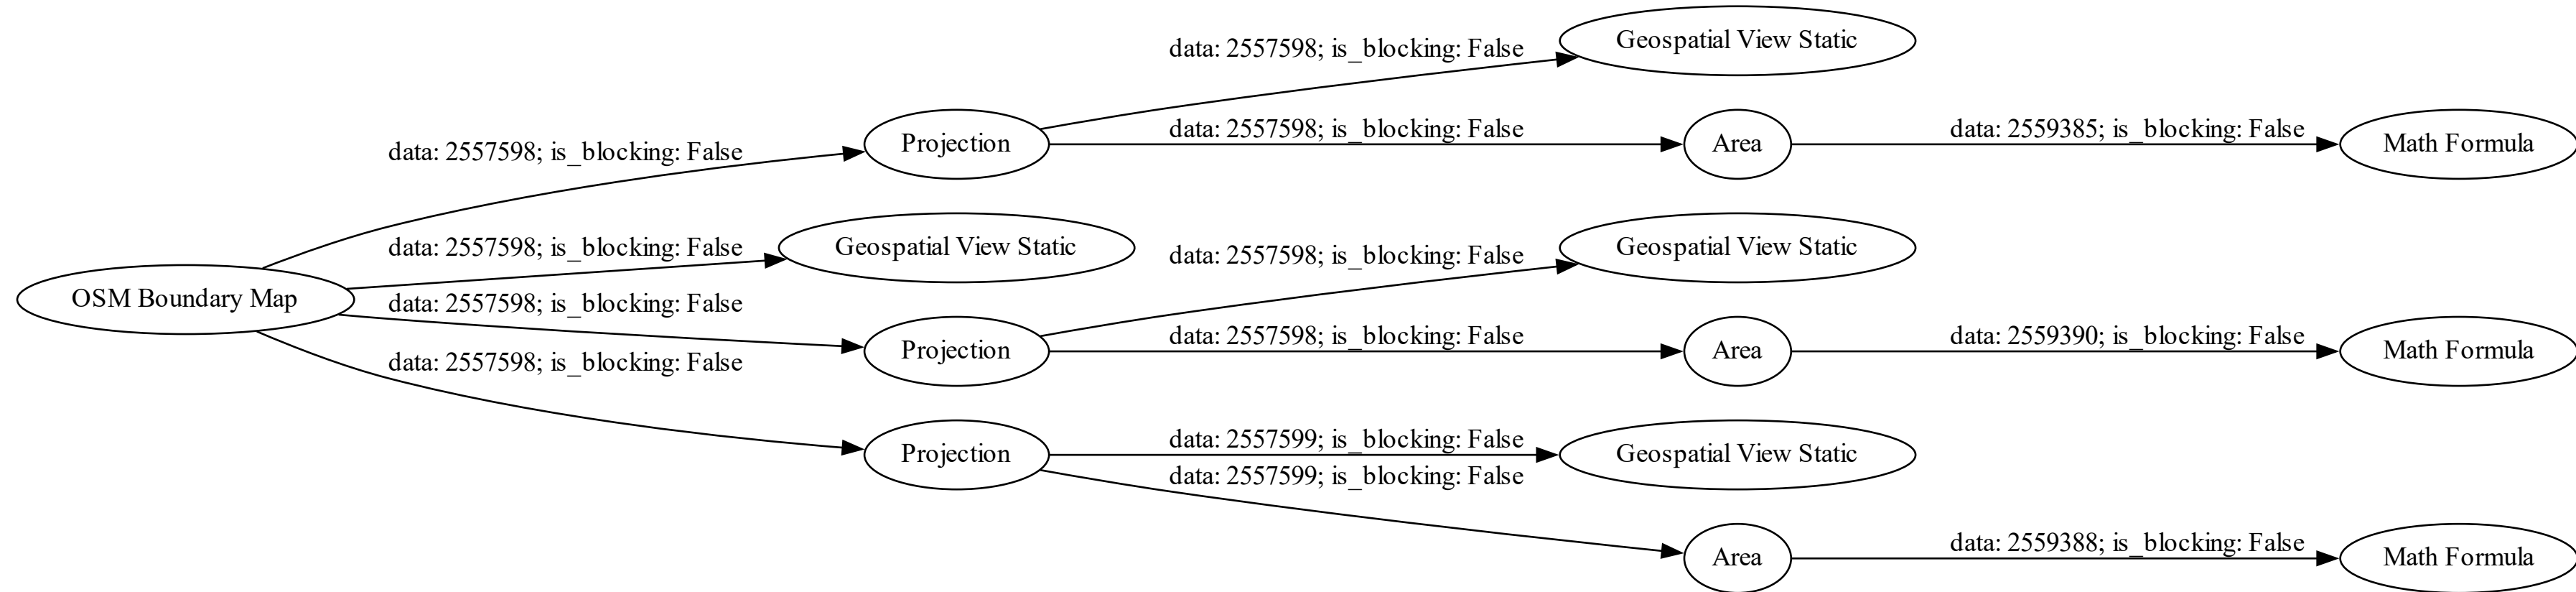 data: 2557598; is_blocking: False
Geospatial View Static
data: 2557598; is_blocking: False
Projection
data: 2557598; is_blocking: False
Area
data: 2559385; is_blocking: False
Math Formula
data: 2557598; is_blocking: False
Geospatial View Static
data: 2557598; is_blocking: False
Geospatial View Static
OSM Boundary Map
data: 2557598; is_blocking: False
Projection
data: 2557598; is_blocking: False
Area
data: 2559390; is_blocking: False
Math Formula
data: 2557598; is_blocking: False
Projection
data: 2557599; is_blocking: False
Geospatial View Static
data: 2557599; is_blocking: False
Area
data: 2559388; is_blocking: False
Math Formula